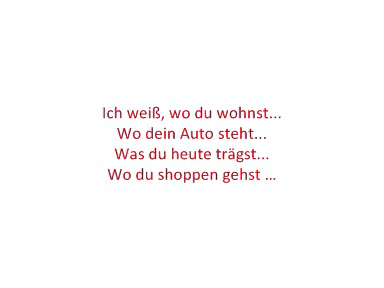 Ich weiß, wo du wohnst...
Wo dein Auto steht...
Was du heute trägst...
Wo du shoppen gehst ...